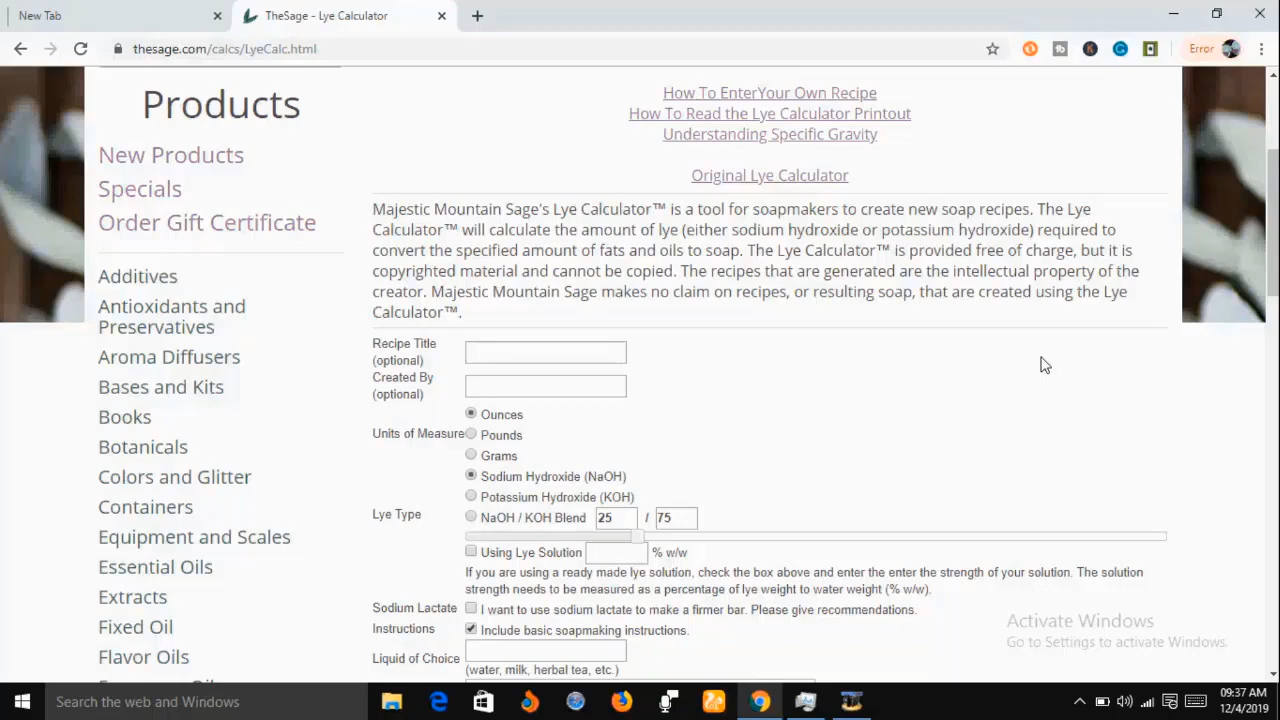 New Tab
TheSage - Lye Calculator
thesage.com/calcs/LyeCalc.html
Error
Products
New Products
Specials
Order Gift Certificate
Additives
Antioxidants and
Preservatives
Aroma Diffusers
Bases and Kits
Books
Botanicals
Colors and Glitter
Containers
Equipment and Scales
Essential Oils
Extracts
Fixed Oil
Flavor Oils
How To EnterYour Own Recipe
How To Read the Lye Calculator Printout
Understanding Specific Gravity
Original Lye Calculator
Majestic Mountain Sage's Lye Calculator™ is a tool for soapmakers to create new soap recipes. The Lye
Calculator™ will calculate the amount of lye (either sodium hydroxide or potassium hydroxide) required to
convert the specified amount of fats and oils to soap. The Lye Calculator™ is provided free of charge, but it is
copyrighted material and cannot be copied. The recipes that are generated are the intellectual property of the
creator. Majestic Mountain Sage makes no claim on recipes, or resulting soap, that are created using the Lye
Calculator™.
Recipe Title
(optional)
Created By
(optional)
Ounces
Units of Measure Pounds
Grams
Sodium Hydroxide (NaOH)
Potassium Hydroxide (KOH)
Lye Type NaOH / KOH Blend 25 / 75
Using Lye Solution % w/w
If you are using a ready made lye solution, check the box above and enter the enter the strength of your solution. The solution
strength needs to be measured as a percentage of lye weight to water weight (% w/w).
Sodium Lactate I want to use sodium lactate to make a firmer bar. Please give recommendations.
Instructions Include basic soapmaking instructions.
Liquid of Choice
(water, milk, herbal tea, etc.)
Activate Windows
Go to Settings to activate Windows.
Search the web and Windows
09:37 AM
12/4/2019